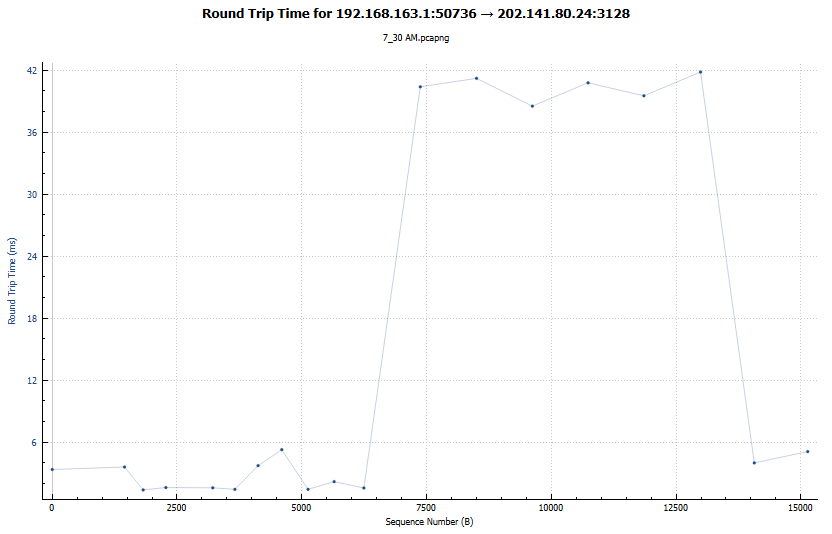 Round Trip Time for 192.168.163.1:50736 → 202.141.80.24:3128
7_30 AM.pcapng
42
36
30
24
18
12
6
Round Trip Time (ms)
0 2500 5000 7500 10000 12500 15000
Sequence Number (B)